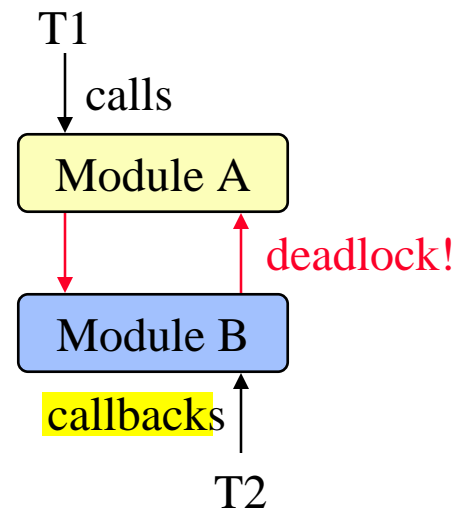 T1
calls
Module A
deadlock!
Module B
callbacks
T2